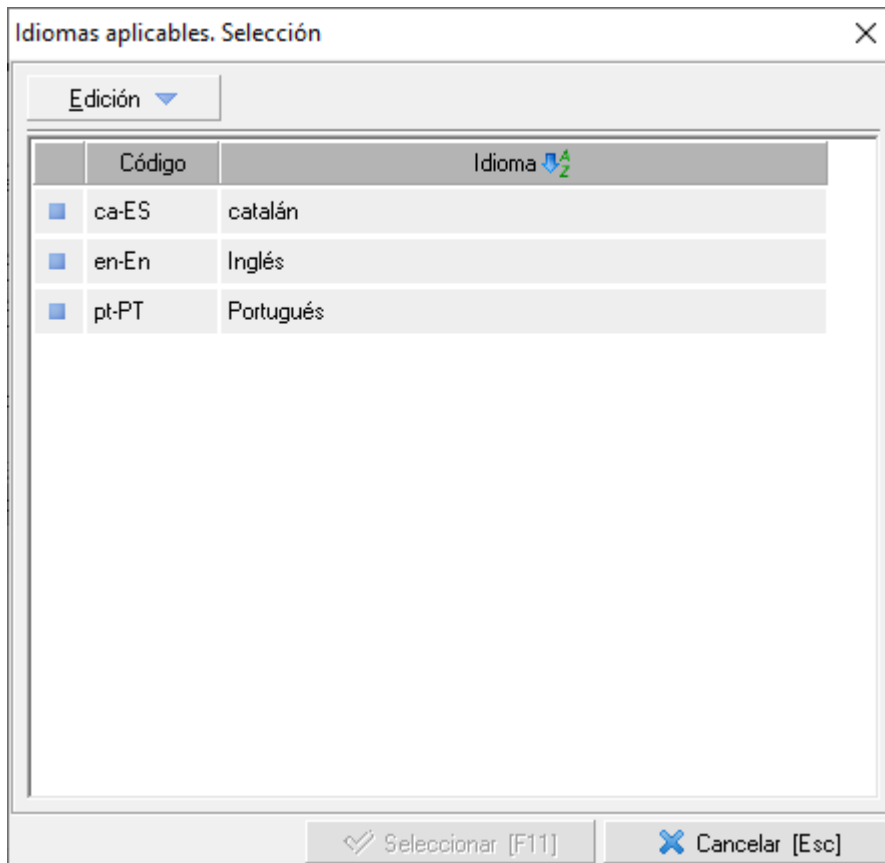 Idiomas aplicables. Selección
Edición
Código Idioma
ca-ES catalán
en-En Inglés
pt-PT Portugués
Seleccionar [F11] Cancelar [Esc]